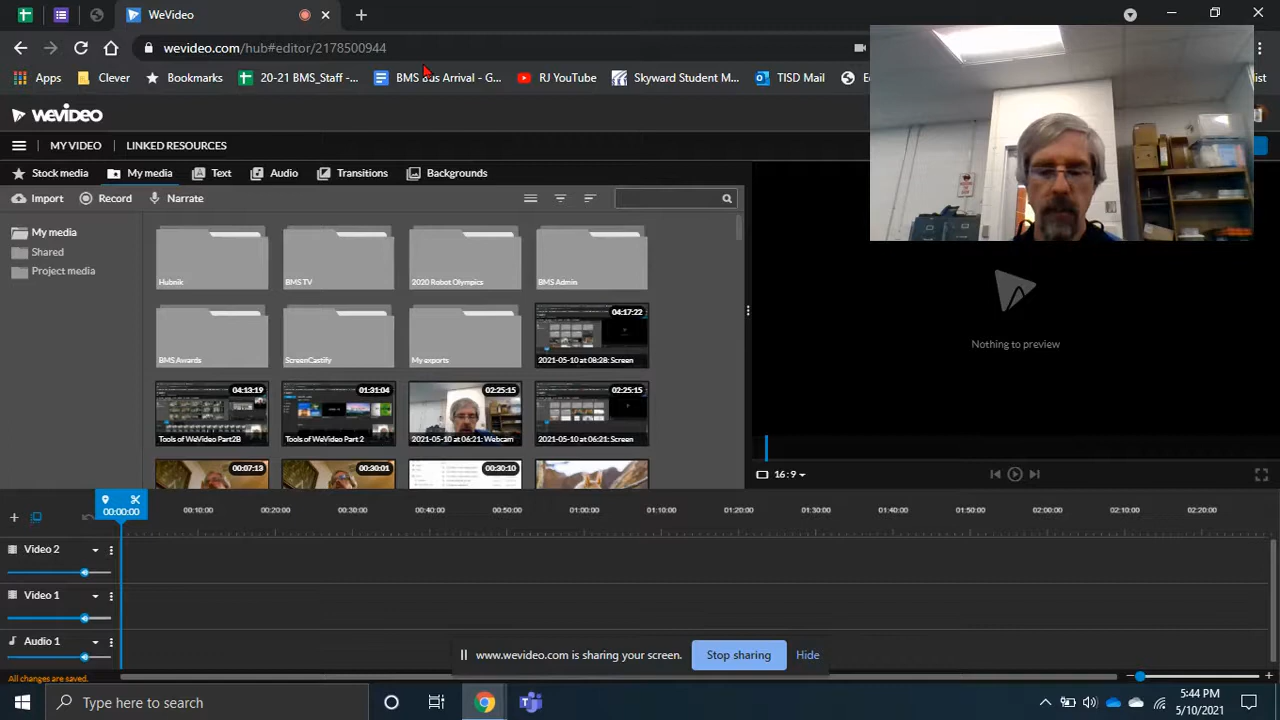 WeVideo
wevideo.com/hub#editor/2178500944
Apps Clever Bookmarks 20-21 BMS_Staff -... BMS Bus Arrival - G... RJ YouTube Skyward Student M... TISD Mail
ist
WEVIDEO
MY VIDEO LINKED RESOURCES
Stock media My media Text Audio Transitions Backgrounds
Import Record Narrate
My media
Shared
Project media
Hubnik BMS TV 2020 Robot Olympics BMS Admin
BMS Awards ScreenCastify My exports 04:17:22 2021-05-10 at 08:28: Screen
04:13:19 01:31:04 02:25:15 02:25:15
Tools of WeVideo Part2B Tools of WeVideo Part 2 2021-05-10 at 06:21: Webcam 2021-05-10 at 06:21: Screen
00:07:13 00:30:01 00:30:10
Nothing to preview
16:9
00:00:00 00:10:00 00:20:00 00:30:00 00:40:00 00:50:00 01:00:00 01:10:00 01:20:00 01:30:00 01:40:00 01:50:00 02:00:00 02:10:00 02:20:00
Video 2
Video 1
Audio 1
www.wevideo.com is sharing your screen. Stop sharing Hide
All changes are saved.
Type here to search
5:44 PM
5/10/2021